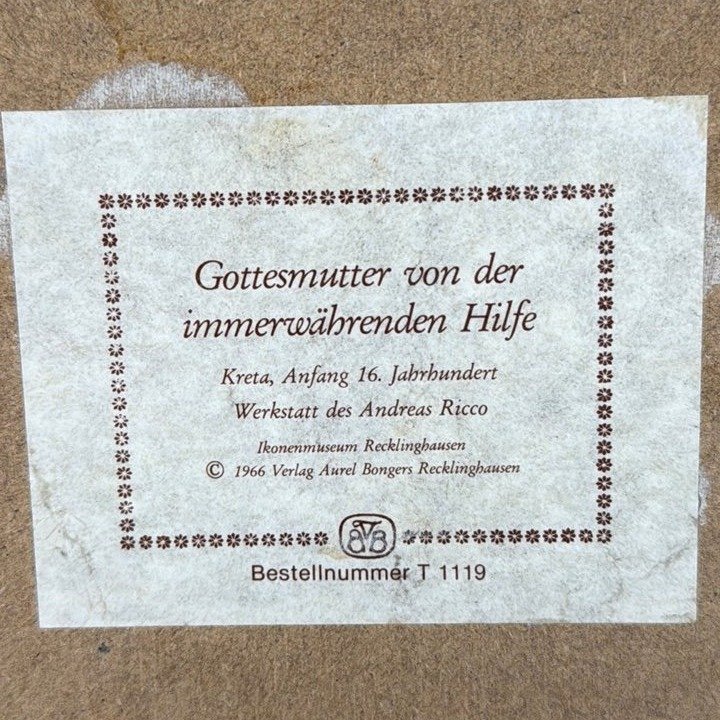 Gottesmutter von der
immerwährenden Hilfe
Kreta, Anfang 16. Jahrhundert
Werkstatt des Andreas Ricco
Ikonenmuseum Recklinghausen
© 1966 Verlag Aurel Bongers Recklinghausen
Bestellnummer T 1119